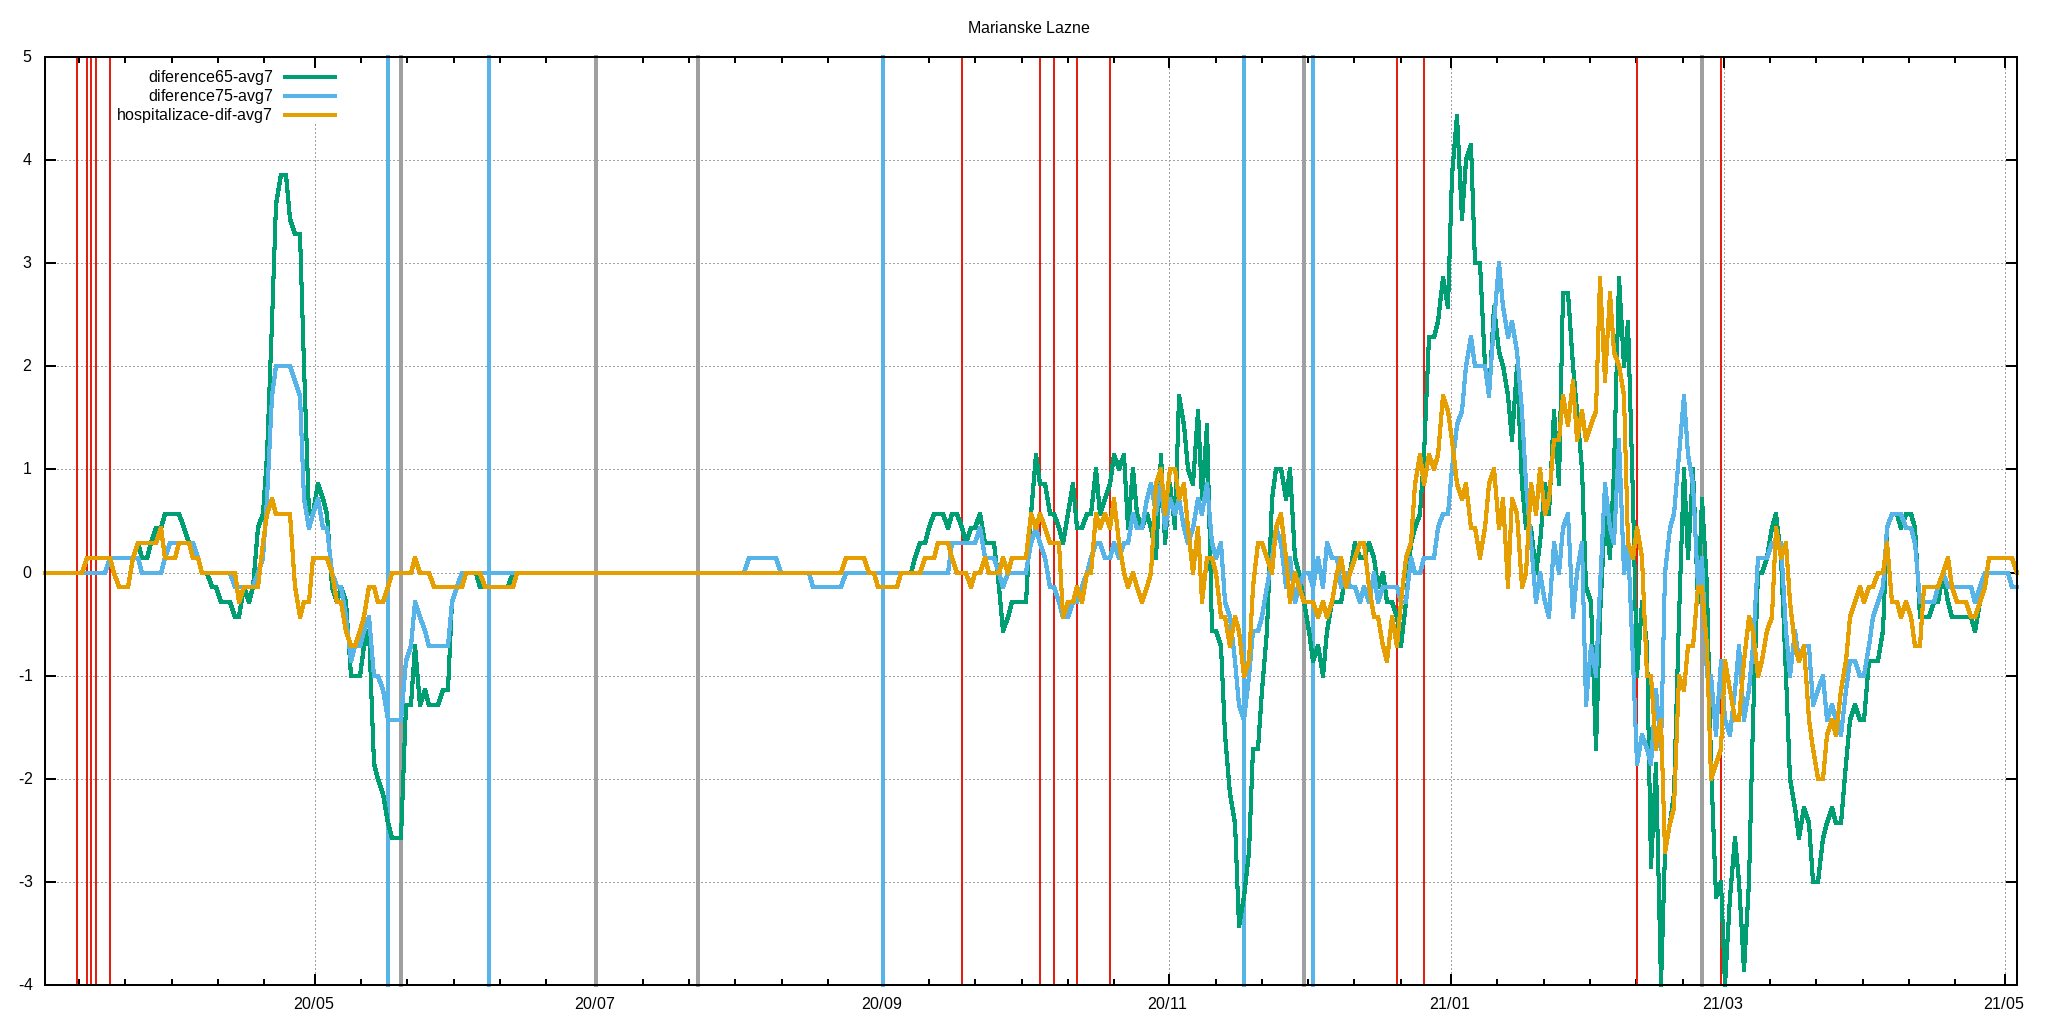 Marianske Lazne
diference65-avg7
diference75-avg7
hospitalizace-dif-avg7
5
4
3
2
1
0
-1
-2
-3
-4
20/05 20/07 20/09 20/11 21/01 21/03 21/05